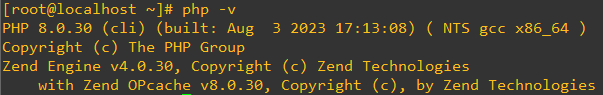 [root@localhost ~]# php -v
PHP 8.0.30 (cli) (built: Aug  3 2023 17:13:08) ( NTS gcc x86_64 )
Copyright (c) The PHP Group
Zend Engine v4.0.30, Copyright (c) Zend Technologies
    with Zend OPcache v8.0.30, Copyright (c), by Zend Technologies